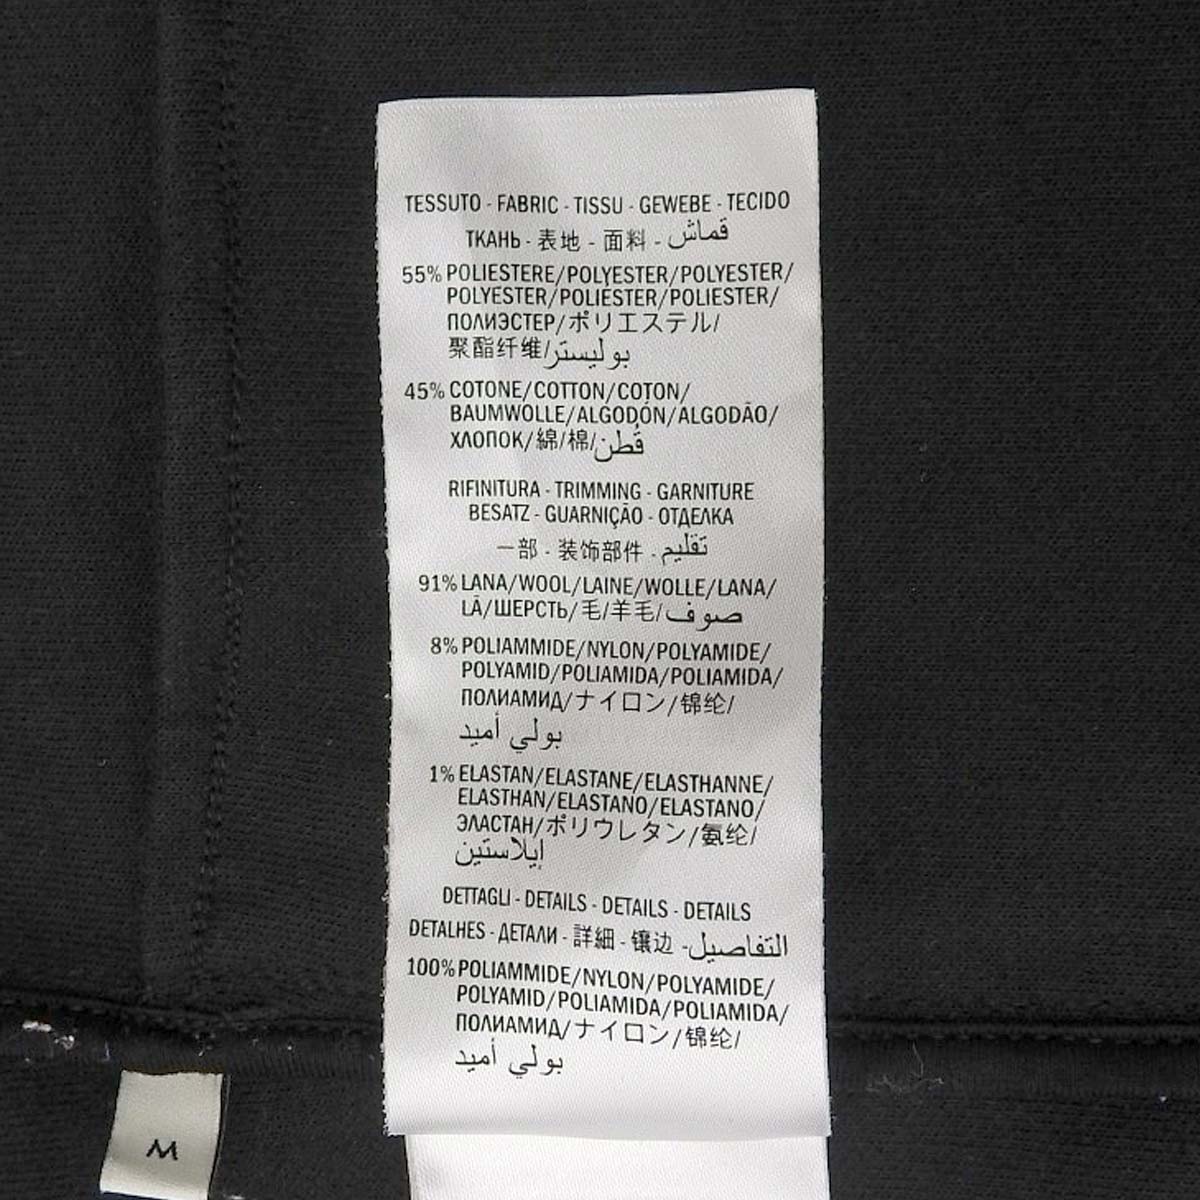 TESSUTO - FABRIC - TISSU - GEWEBE - TECIDO
ТКАНЬ - 表地 - 面料 - قماش
55% POLIESTERE/POLYESTER/POLYESTER/
POLYESTER/POLIÉSTER/POLIESTER/
ПОЛИЭСТЕР/ポリエステル/
聚酯纤维/بوليستر
45% COTONE/COTTON/COTON/
BAUMWOLLE/ALGODÓN/ALGODÃO/
ХЛОПОК/綿/棉/قُطن
RIFINITURA - TRIMMING - GARNITURE
BESATZ - GUARNIÇÃO - ОТДЕЛКА
一部 - 装饰部件 - تقليم
91% LANA/WOOL/LAINE/WOLLE/LANA/
LÃ/ШЕРСТЬ/毛/羊毛/صوف
8% POLIAMMIDE/NYLON/POLYAMIDE/
POLYAMID/POLIAMIDA/POLIAMIDA/
ПОЛИАМИД/ナイロン/锦纶/
بولي أميد
1% ELASTAN/ELASTANE/ELASTHANNE/
ELASTHAN/ELASTANO/ELASTANO/
ЭЛАСТАН/ポリウレタン/氨纶/
إيلاستين
DETTAGLI - DETAILS - DETAILS - DETAILS
DETALHES - ДЕТАЛИ - 詳細 - 镶边 - التفاصيل
100% POLIAMMIDE/NYLON/POLYAMIDE/
POLYAMID/POLIAMIDA/POLIAMIDA/
ПОЛИАМИД/ナイロン/锦纶/
بولي أميد
M